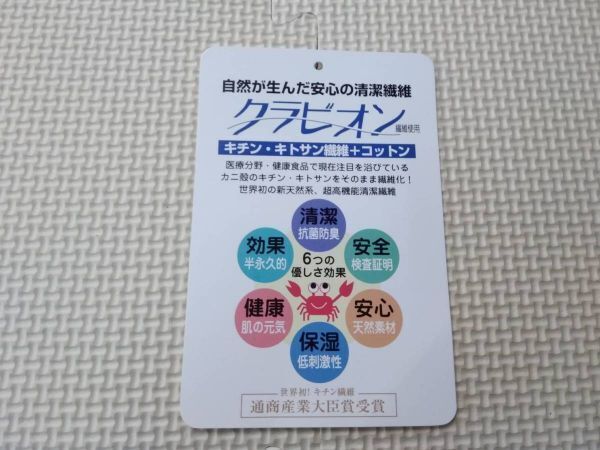 自然が生んだ安心の清潔繊維
クラビオン
繊維使用
キチン・キトサン繊維+コットン
医療分野・健康食品で現在注目を浴びている
カニ殻のキチン・キトサンをそのまま繊維化!
世界初の新天然系、超高機能清潔繊維
清潔
抗菌防臭
効果
半永久的
安全
検査証明
6つの
優しさ効果
健康
肌の元気
安心
天然素材
保湿
低刺激性
世界初!キチン繊維
通商産業大臣賞受賞